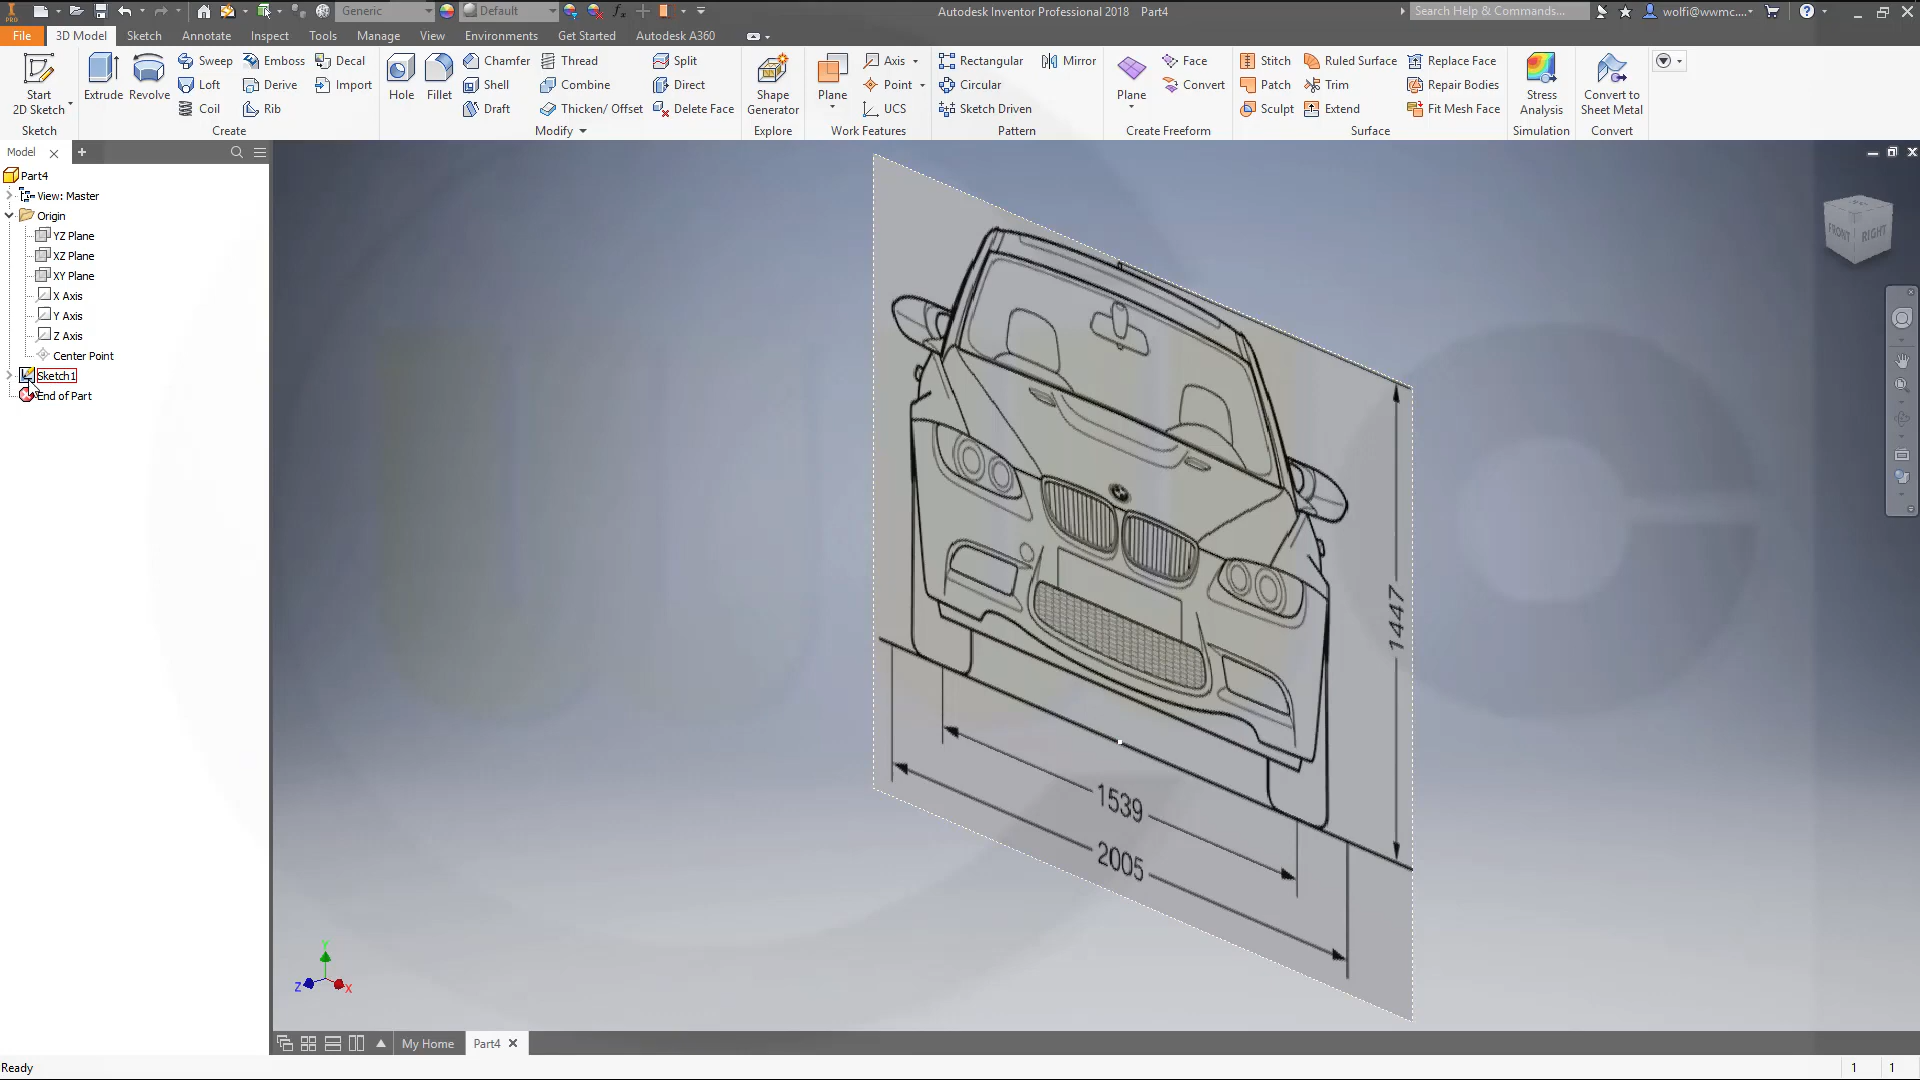 Generic
Default
Autodesk Inventor Professional 2018 Part4
Search Help & Commands...
wolfi@wwmc....
PRO
File
3D Model
Sketch
Annotate
Inspect
Tools
Manage
View
Environments
Get Started
Autodesk A360
Start
2D Sketch
Sketch
Extrude
Revolve
Sweep
Loft
Coil
Emboss
Derive
Rib
Decal
Import
Create
Hole
Fillet
Chamfer
Shell
Draft
Thread
Combine
Thicken/ Offset
Split
Direct
Delete Face
Modify
Shape
Generator
Explore
Plane
Axis
Point
UCS
Work Features
Rectangular
Circular
Sketch Driven
Mirror
Pattern
Plane
Face
Convert
Create Freeform
Stitch
Patch
Sculpt
Ruled Surface
Trim
Extend
Replace Face
Repair Bodies
Fit Mesh Face
Surface
Stress
Analysis
Simulation
Convert to
Sheet Metal
Convert
Model
Part4
View: Master
Origin
YZ Plane
XZ Plane
XY Plane
X Axis
Y Axis
Z Axis
Center Point
Sketch1
End of Part
FRONT
RIGHT
1447
1539
2005
Y
Z
X
My Home
Part4
Ready
1
1